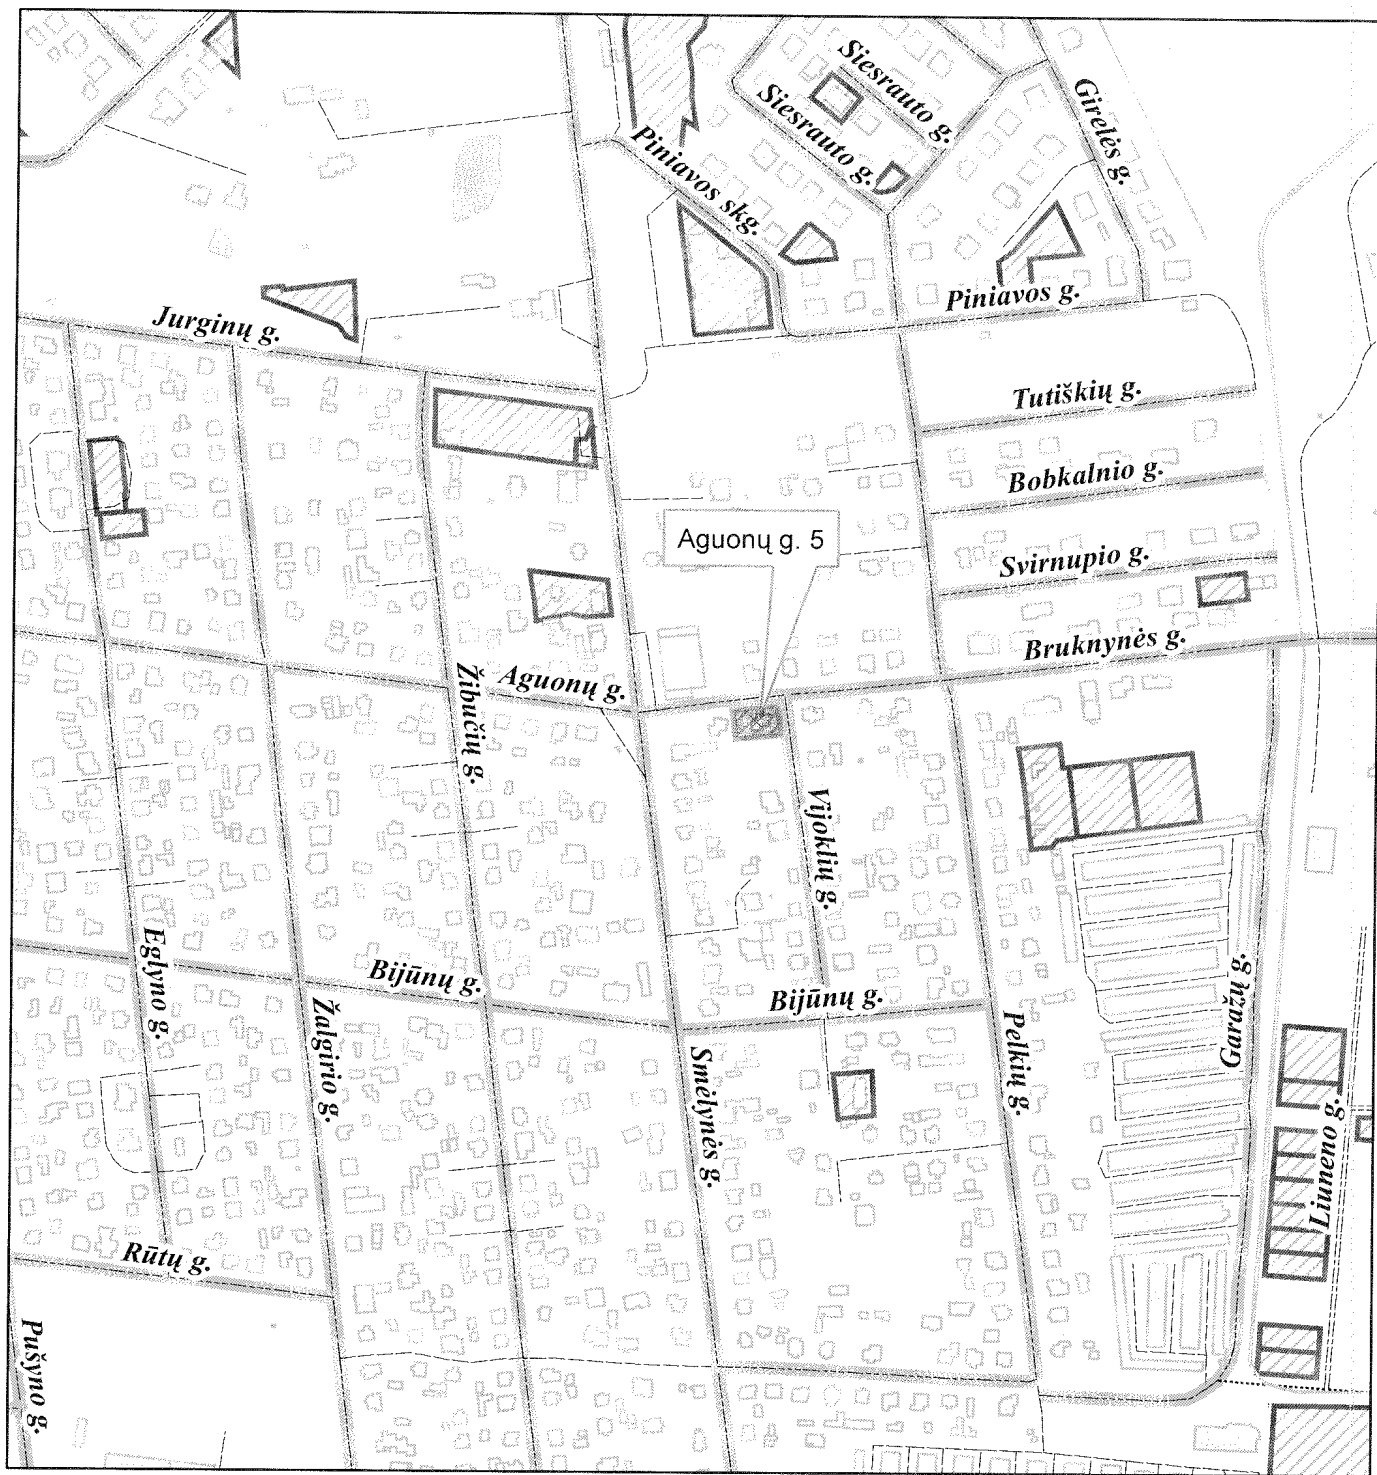 Siesrauto g.
Siesrauto g.
Girelės g.
Piniavos skg.
Piniavos g.
Jurginų g.
Tutiškių g.
Bobkalnio g.
Aguonų g. 5
Svirnupio g.
Bruknynės g.
Žibučių g.
Aguonų g.
Vijoklių g.
Eglyno g.
Bijūnų g.
Bijūnų g.
Žalgirio g.
Smėlynės g.
Pelkių g.
Garažų g.
Liuneno g.
Rūtų g.
Pušyno g.